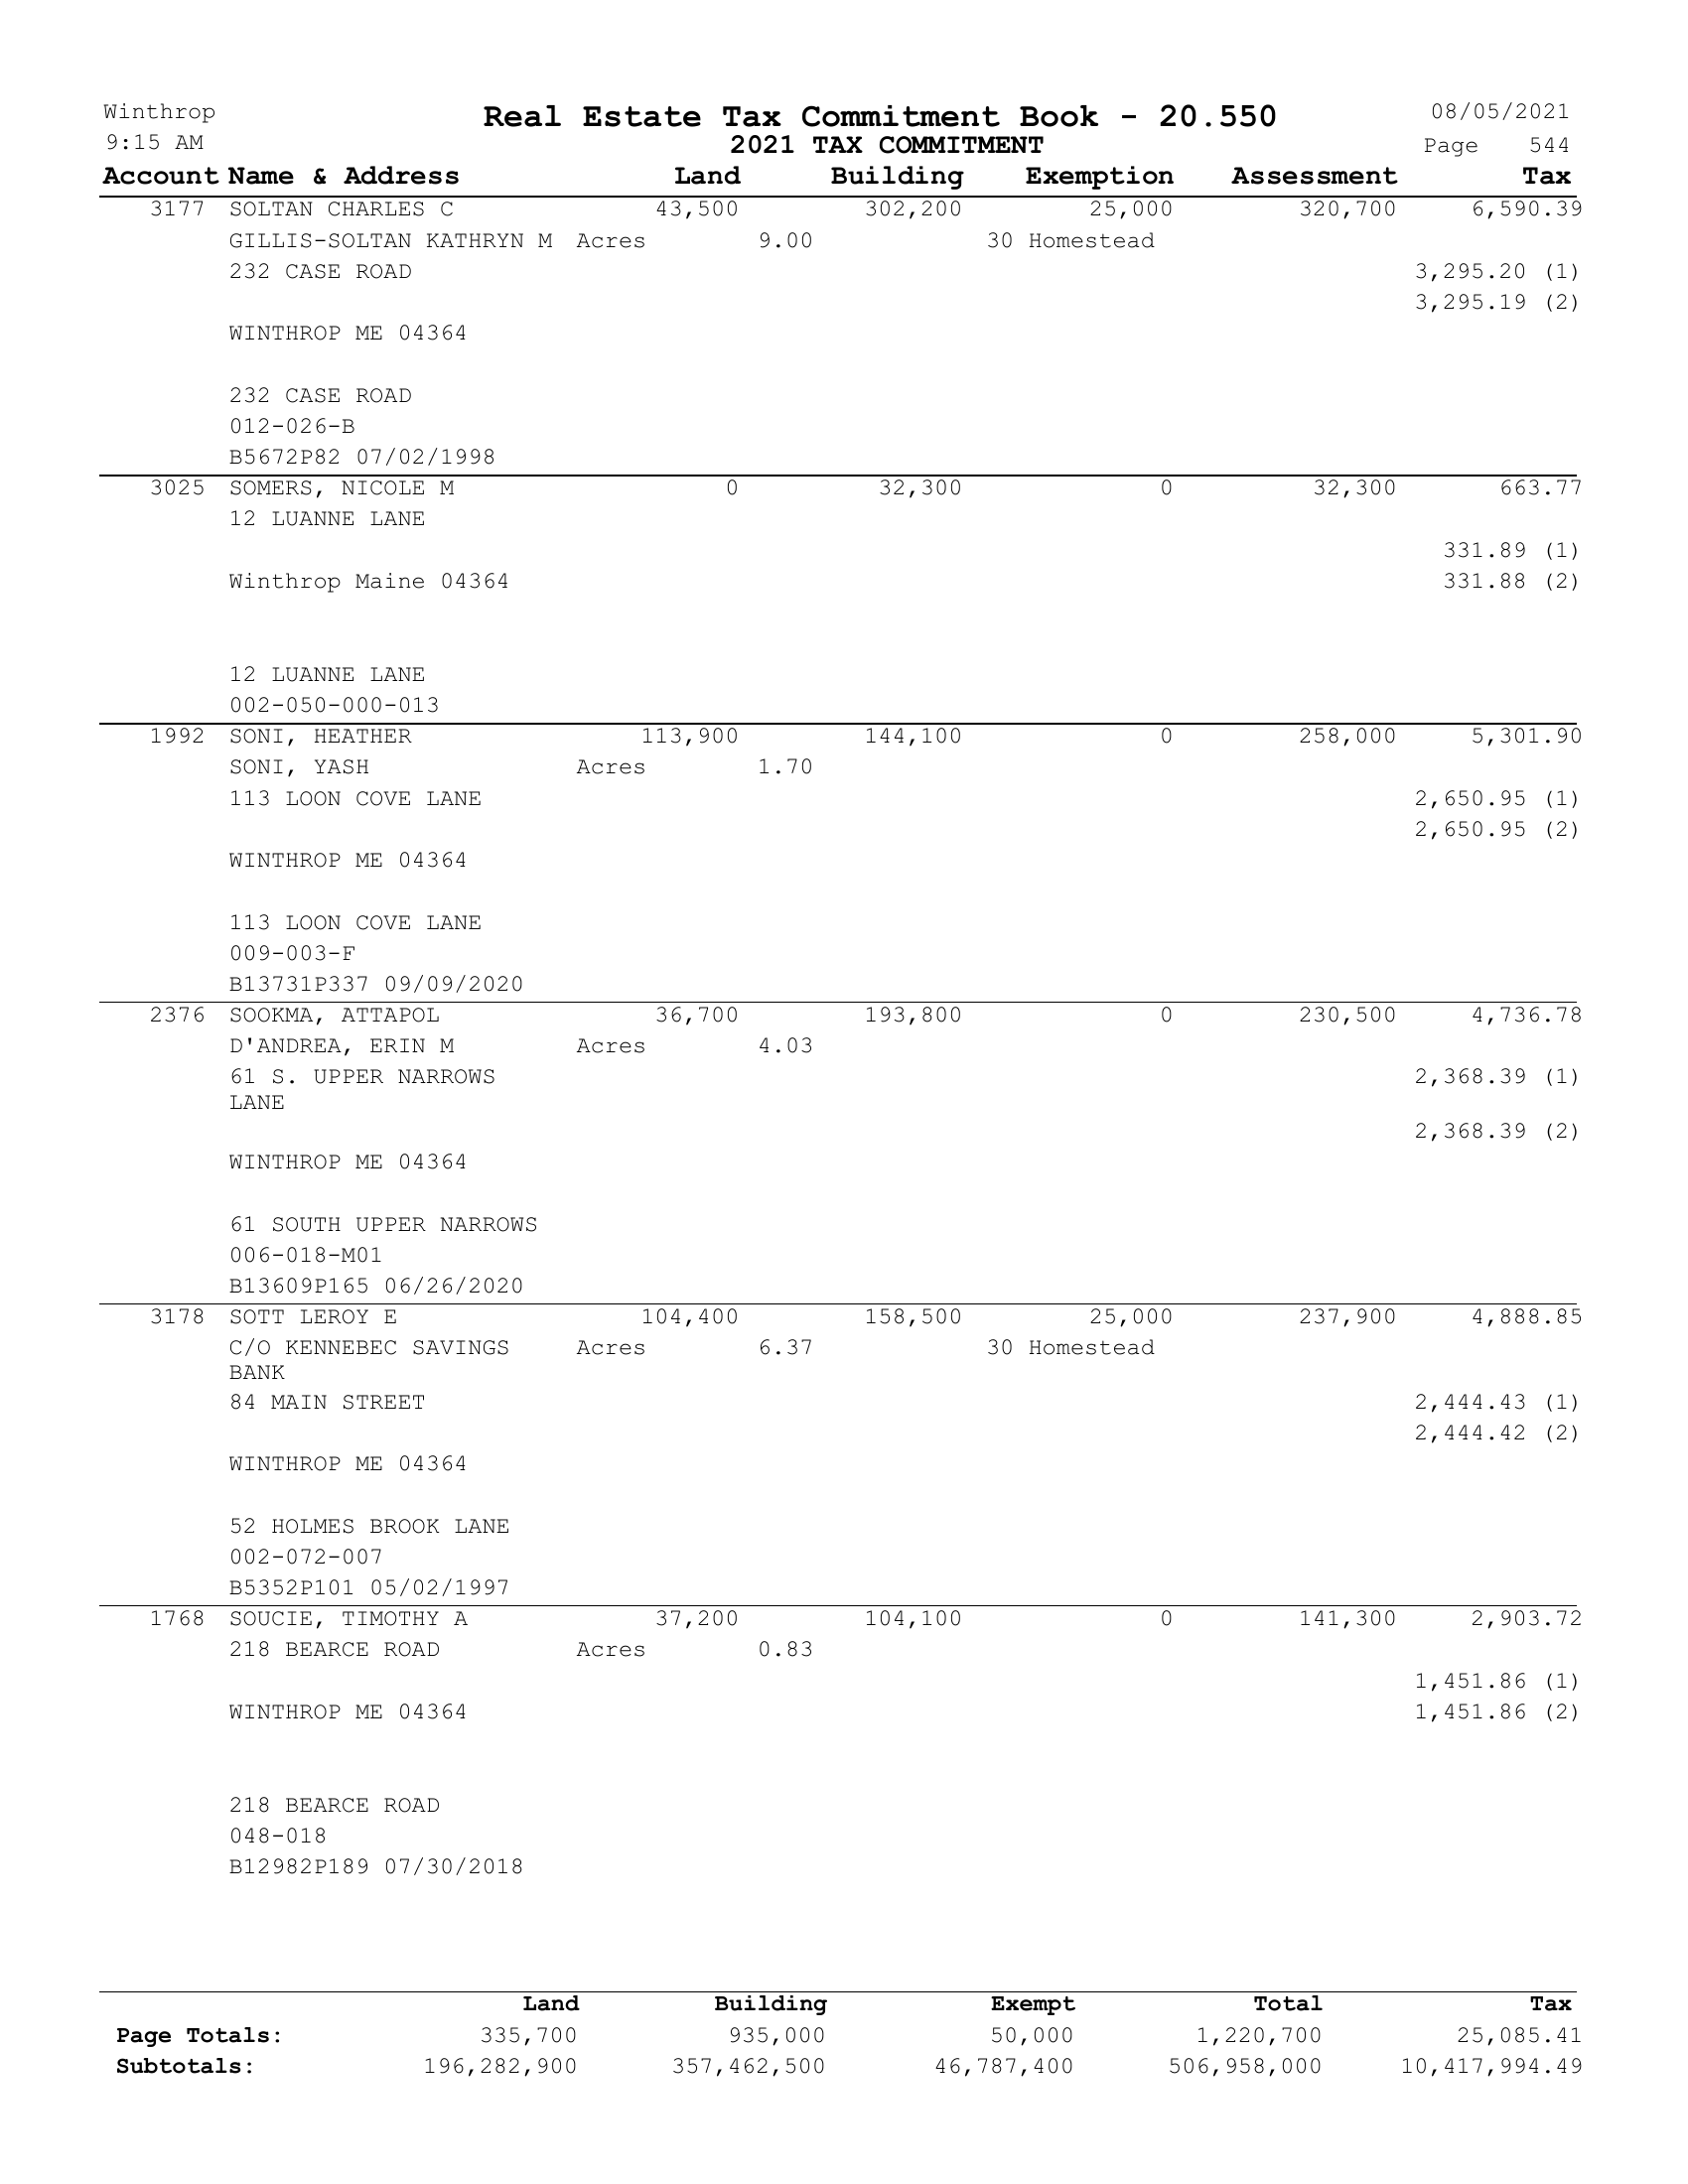 Winthrop Real Estate Tax Commitment Book - 20.550 08/05/2021
9:15 AM 2021 TAX COMMITMENT Page 544
Account Name & Address Land Building Exemption Assessment Tax
3177 SOLTAN CHARLES C 43,500 302,200 25,000 320,700 6,590.39
GILLIS-SOLTAN KATHRYN M Acres 9.00 30 Homestead
232 CASE ROAD 3,295.20 (1)
3,295.19 (2)
WINTHROP ME 04364
232 CASE ROAD
012-026-B
B5672P82 07/02/1998
3025 SOMERS, NICOLE M 0 32,300 0 32,300 663.77
12 LUANNE LANE
331.89 (1)
Winthrop Maine 04364 331.88 (2)
12 LUANNE LANE
002-050-000-013
1992 SONI, HEATHER 113,900 144,100 0 258,000 5,301.90
SONI, YASH Acres 1.70
113 LOON COVE LANE 2,650.95 (1)
2,650.95 (2)
WINTHROP ME 04364
113 LOON COVE LANE
009-003-F
B13731P337 09/09/2020
2376 SOOKMA, ATTAPOL 36,700 193,800 0 230,500 4,736.78
D'ANDREA, ERIN M Acres 4.03
61 S. UPPER NARROWS 2,368.39 (1)
LANE
2,368.39 (2)
WINTHROP ME 04364
61 SOUTH UPPER NARROWS
006-018-M01
B13609P165 06/26/2020
3178 SOTT LEROY E 104,400 158,500 25,000 237,900 4,888.85
C/O KENNEBEC SAVINGS Acres 6.37 30 Homestead
BANK
84 MAIN STREET 2,444.43 (1)
2,444.42 (2)
WINTHROP ME 04364
52 HOLMES BROOK LANE
002-072-007
B5352P101 05/02/1997
1768 SOUCIE, TIMOTHY A 37,200 104,100 0 141,300 2,903.72
218 BEARCE ROAD Acres 0.83
1,451.86 (1)
WINTHROP ME 04364 1,451.86 (2)
218 BEARCE ROAD
048-018
B12982P189 07/30/2018
Land Building Exempt Total Tax
Page Totals: 335,700 935,000 50,000 1,220,700 25,085.41
Subtotals: 196,282,900 357,462,500 46,787,400 506,958,000 10,417,994.49